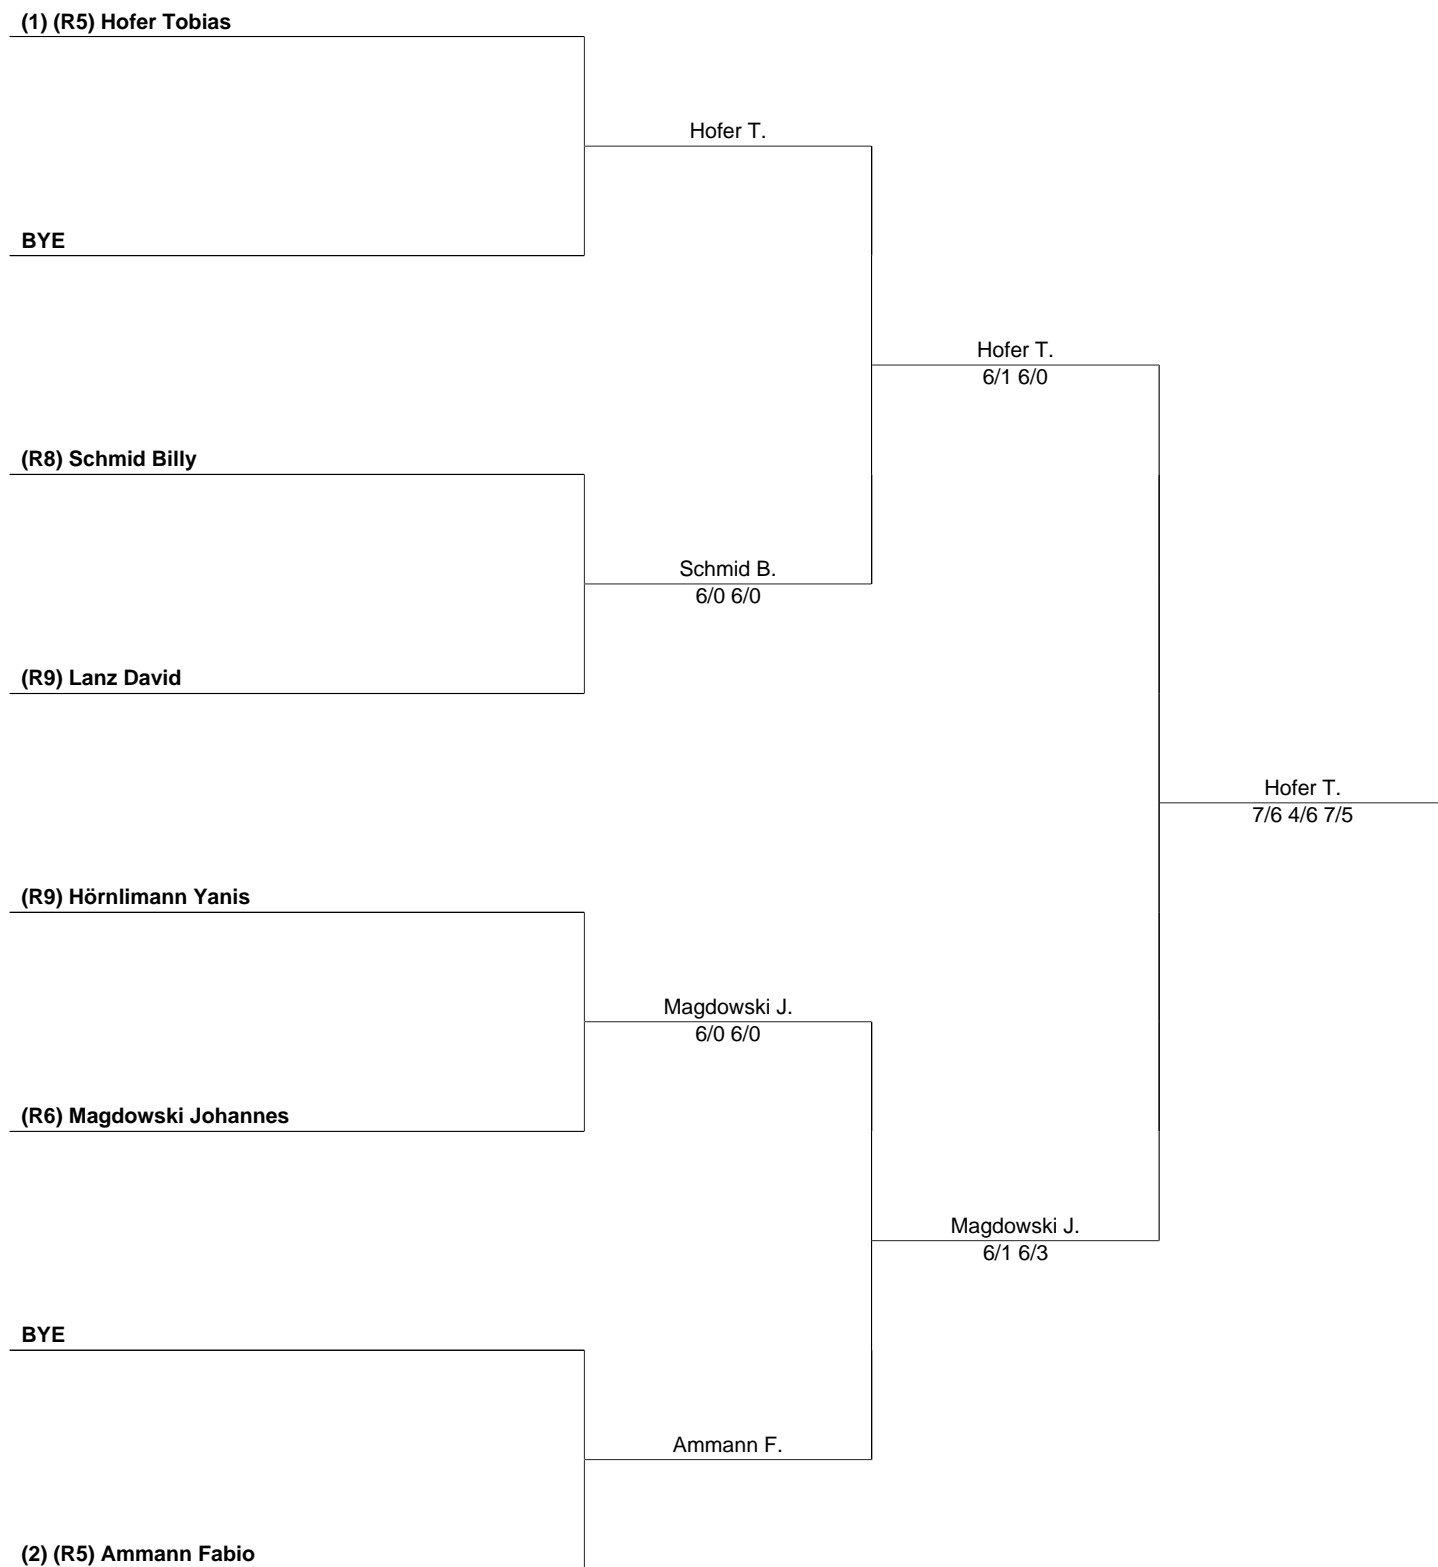 (1) (R5) Hofer Tobias
Hofer T.
BYE
Hofer T.
6/1 6/0
(R8) Schmid Billy
Schmid B.
6/0 6/0
(R9) Lanz David
Hofer T.
7/6 4/6 7/5
(R9) Hörnlimann Yanis
Magdowski J.
6/0 6/0
(R6) Magdowski Johannes
Magdowski J.
6/1 6/3
BYE
Ammann F.
(2) (R5) Ammann Fabio